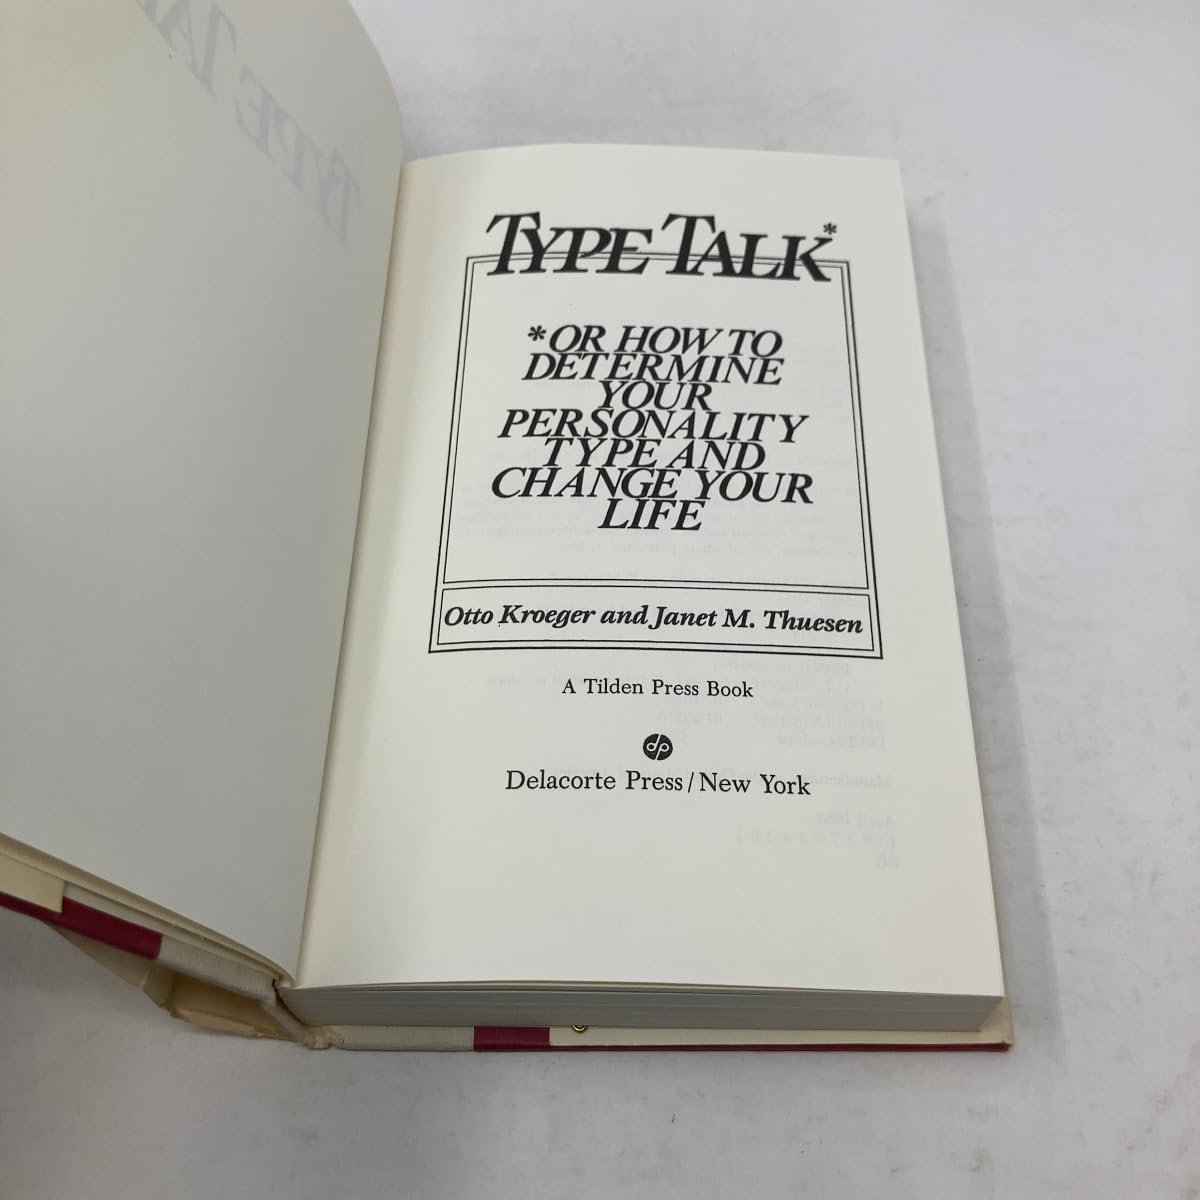 TYPE TALK*
*OR HOW TO
DETERMINE
YOUR
PERSONALITY
TYPE AND
CHANGE YOUR
LIFE
Otto Kroeger and Janet M. Thuesen
A Tilden Press Book
dp
Delacorte Press/New York